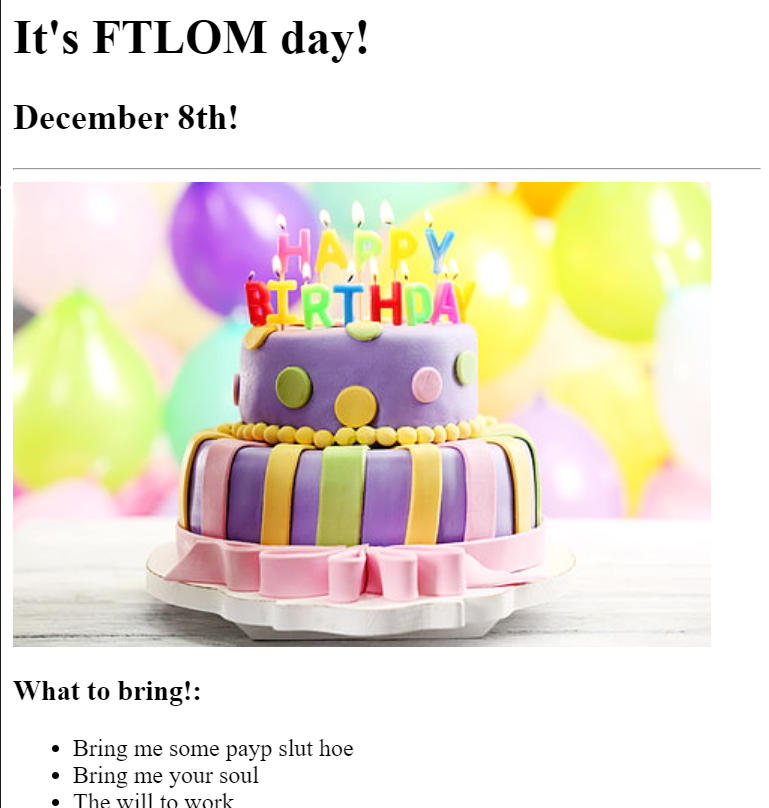 It's FTLOM day!
December 8th!
HAPPY
BIRTHDAY
What to bring!:
Bring me some payp slut hoe
Bring me your soul
The will to work